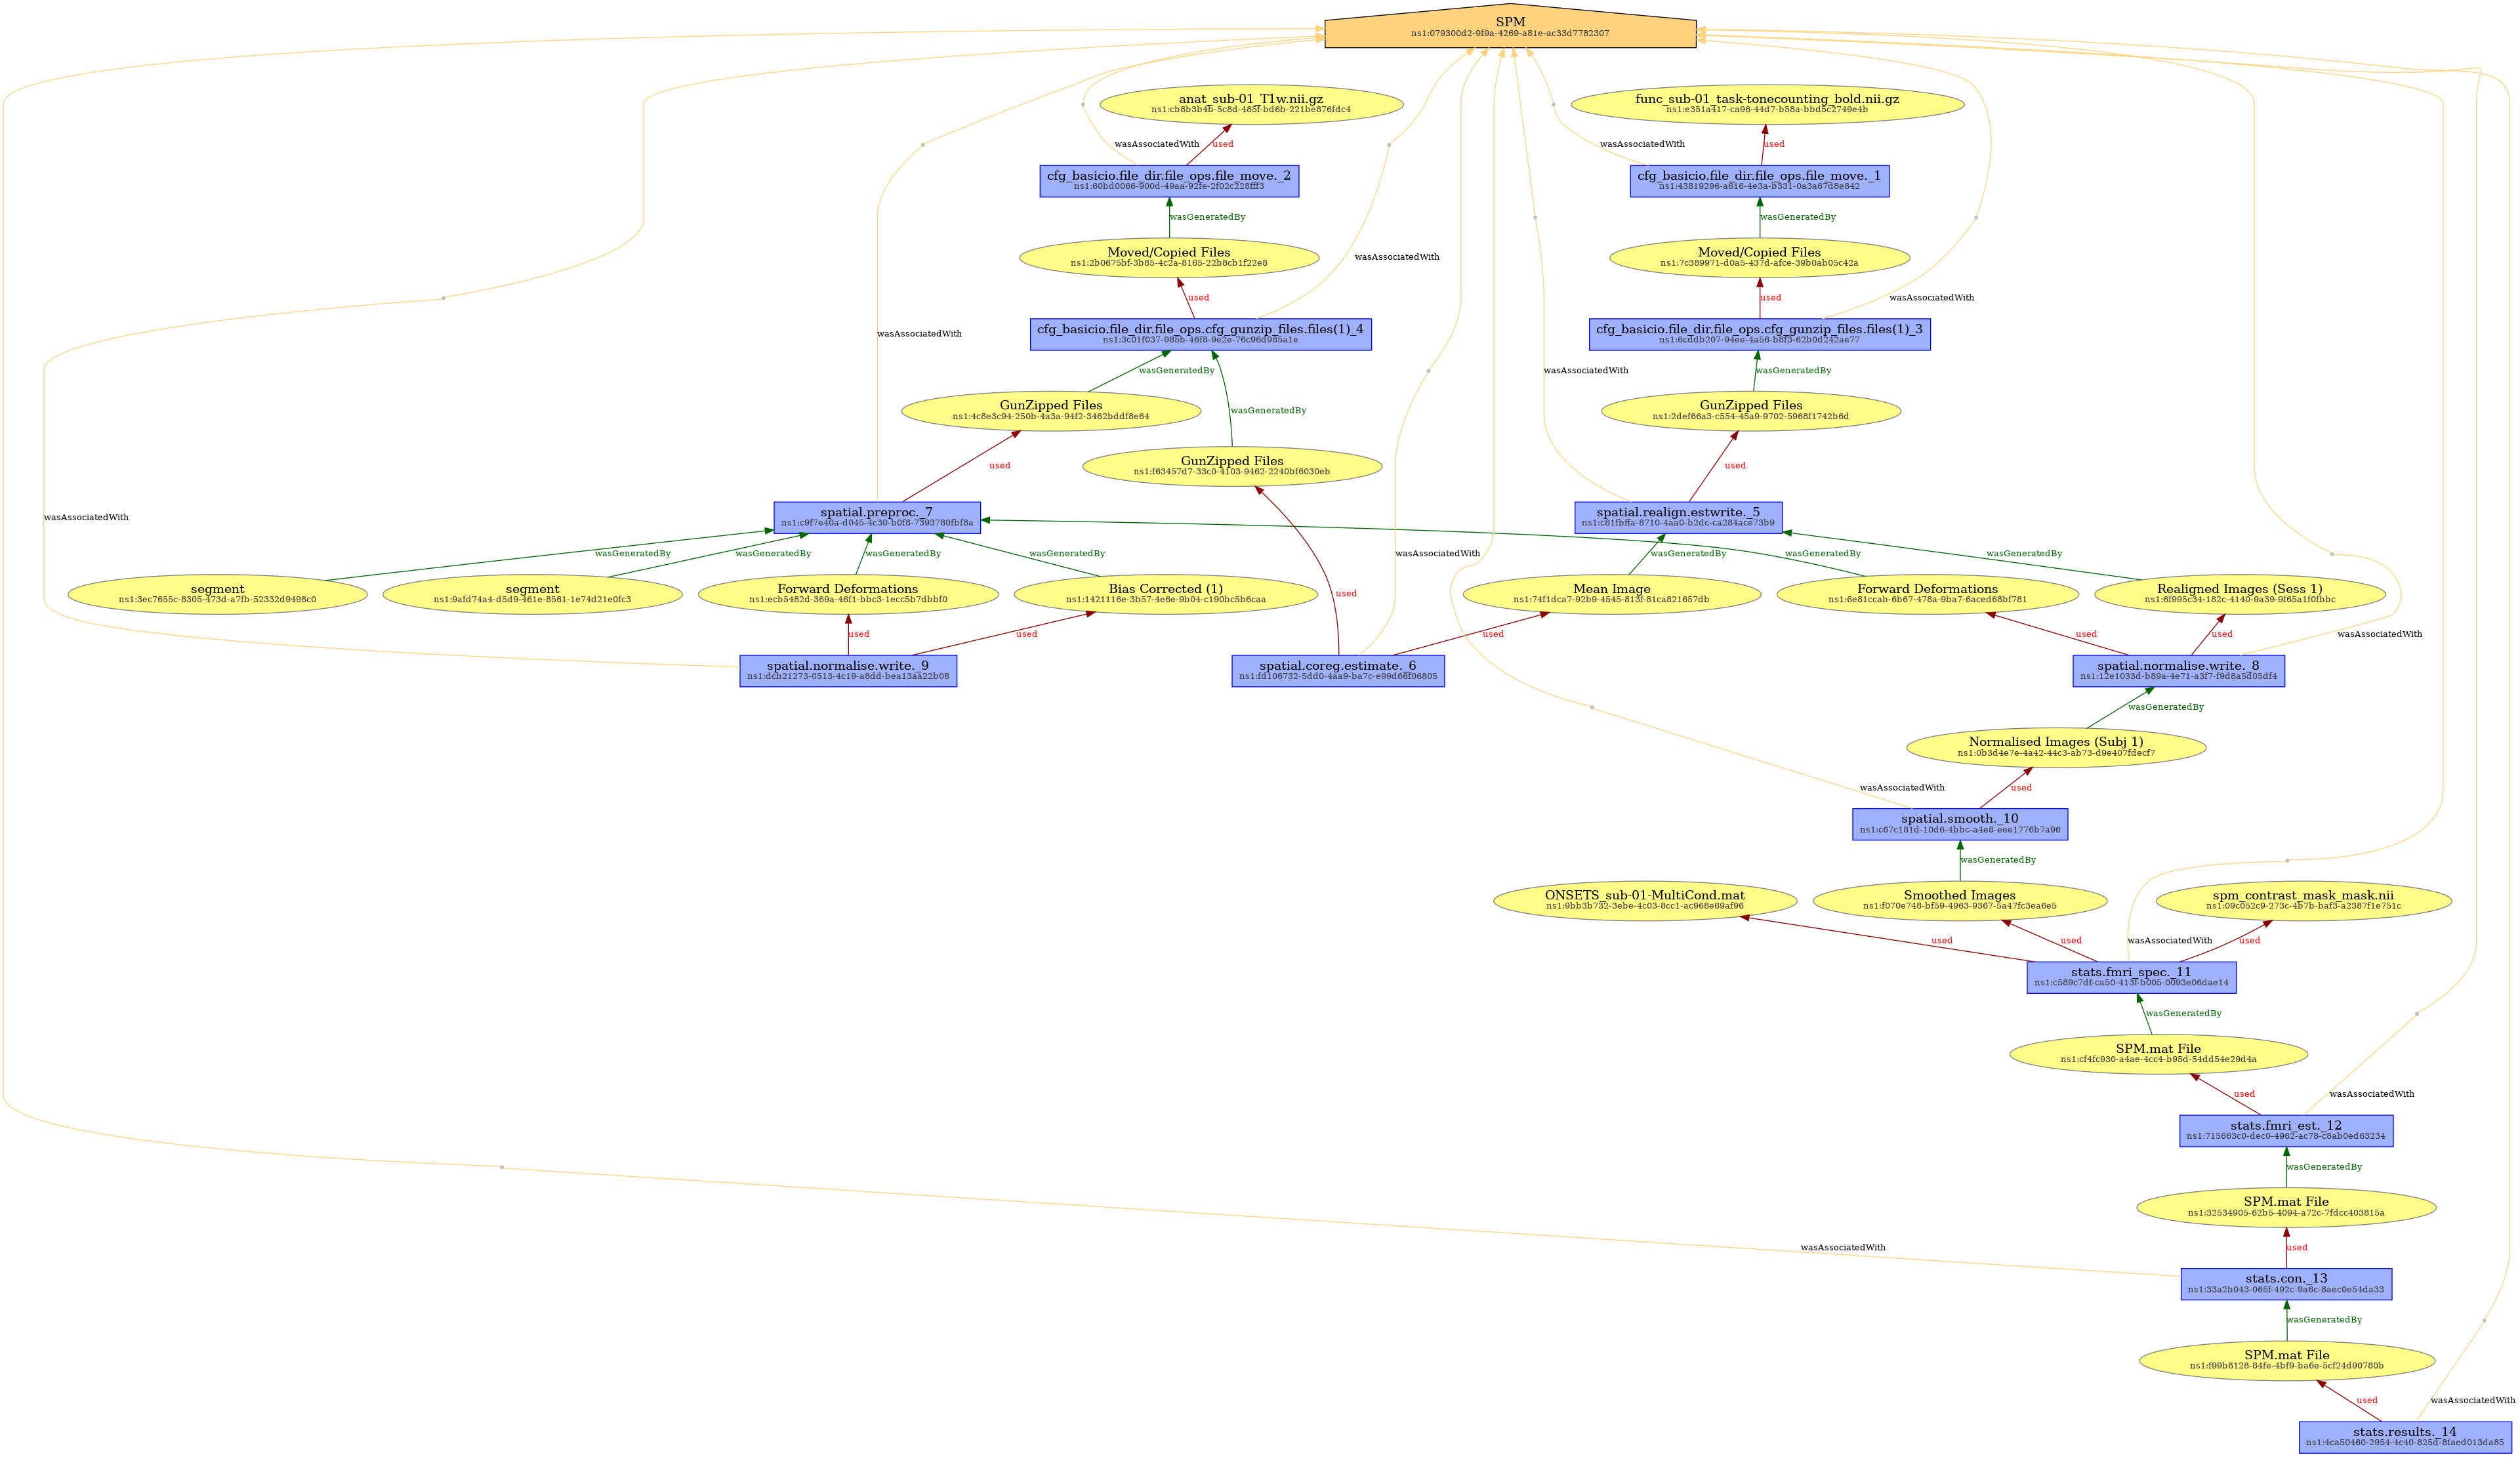 SPM
ns1:079300d2-9f9a-4269-a81e-ac33d7782307
anat_sub-01_T1w.nii.gz
ns1:cb8b3b4b-5c8d-485f-bd6b-221be876fdc4
func_sub-01_task-tonecounting_bold.nii.gz
ns1:e351a417-ca96-44d7-b58a-bbd5c2749e4b
wasAssociatedWith
used
wasAssociatedWith
used
cfg_basicio.file_dir.file_ops.file_move._2
ns1:60bd0066-900d-49aa-92fe-2f02c228fff3
cfg_basicio.file_dir.file_ops.file_move._1
ns1:43819296-a616-4e3a-b331-0a3a67d8e842
wasGeneratedBy
wasGeneratedBy
Moved/Copied Files
ns1:2b0675bf-3b85-4c2a-8165-22b8cb1f22e8
wasAssociatedWith
Moved/Copied Files
ns1:7c389971-d0a5-437d-afce-39b0ab05c42a
used
used
wasAssociatedWith
wasAssociatedWith
cfg_basicio.file_dir.file_ops.cfg_gunzip_files.files(1)_4
ns1:3c01f037-985b-46f8-9e2e-76c96d985a1e
cfg_basicio.file_dir.file_ops.cfg_gunzip_files.files(1)_3
ns1:6cddb207-94ee-4a56-b8f3-62b0d242ae77
wasGeneratedBy
wasAssociatedWith
wasGeneratedBy
GunZipped Files
ns1:4c8e3c94-250b-4a3a-94f2-3462bddf8e64
wasGeneratedBy
GunZipped Files
ns1:2def66a3-c554-45a9-9702-5968f1742b6d
used
GunZipped Files
ns1:f63457d7-33c0-4103-9462-2240bf6030eb
used
wasAssociatedWith
spatial.preproc._7
ns1:c9f7e40a-d045-4c30-b0f8-7393780fbf8a
spatial.realign.estwrite._5
ns1:c81fbffa-8710-4aa0-b2dc-ca284ace73b9
wasGeneratedBy
wasGeneratedBy
wasGeneratedBy
wasGeneratedBy
wasAssociatedWith
wasGeneratedBy
wasGeneratedBy
wasGeneratedBy
segment
ns1:3ec7655c-8305-473d-a7fb-52332d9498c0
segment
ns1:9afd74a4-d5d9-461e-8561-1e74d21e0fc3
Forward Deformations
ns1:ecb5482d-369a-46f1-bbc3-1ecc5b7dbbf0
Bias Corrected (1)
ns1:1421116e-3b57-4e6e-9b04-c190bc5b6caa
used
Mean Image
ns1:74f1dca7-92b9-4545-813f-81ca821657db
Forward Deformations
ns1:6e81ccab-6b67-478a-9ba7-6aced68bf781
Realigned Images (Sess 1)
ns1:6f995c34-182c-4140-9a39-9f65a1f0fbbc
used
used
used
used
used
wasAssociatedWith
spatial.normalise.write._9
ns1:dcb21273-0513-4c19-a8dd-bea13aa22b08
spatial.coreg.estimate._6
ns1:fd106732-5dd0-4aa9-ba7c-e99d66f06805
spatial.normalise.write._8
ns1:12e1033d-b89a-4e71-a3f7-f9d8a5d05df4
wasGeneratedBy
Normalised Images (Subj 1)
ns1:0b3d4e7e-4a42-44c3-ab73-d9e407fdecf7
wasAssociatedWith
used
spatial.smooth._10
ns1:c67c181d-10d6-4bbc-a4e8-eee1776b7a96
wasGeneratedBy
ONSETS_sub-01-MultiCond.mat
ns1:9bb3b732-3ebe-4c03-8cc1-ac968e69af96
Smoothed Images
ns1:f070e748-bf59-4963-9367-5a47fc3ea6e5
spm_contrast_mask_mask.nii
ns1:09c052c9-273c-4b7b-baf3-a2387f1e751c
used
used
wasAssociatedWith
used
stats.fmri_spec._11
ns1:c589c7df-ca50-413f-b005-0093e06dae14
wasGeneratedBy
SPM.mat File
ns1:cf4fc930-a4ae-4cc4-b95d-54dd54e29d4a
used
wasAssociatedWith
stats.fmri_est._12
ns1:715663c0-dec0-4962-ac78-c8ab0ed63234
wasGeneratedBy
SPM.mat File
ns1:32534905-62b5-4094-a72c-7fdcc403815a
wasAssociatedWith
used
stats.con._13
ns1:33a2b043-065f-492c-9a6c-8aec0e54da33
wasGeneratedBy
SPM.mat File
ns1:f99b8128-84fe-4bf9-ba6e-5cf24d90780b
used
wasAssociatedWith
stats.results._14
ns1:4ca50460-2954-4c40-825d-8faed013da85